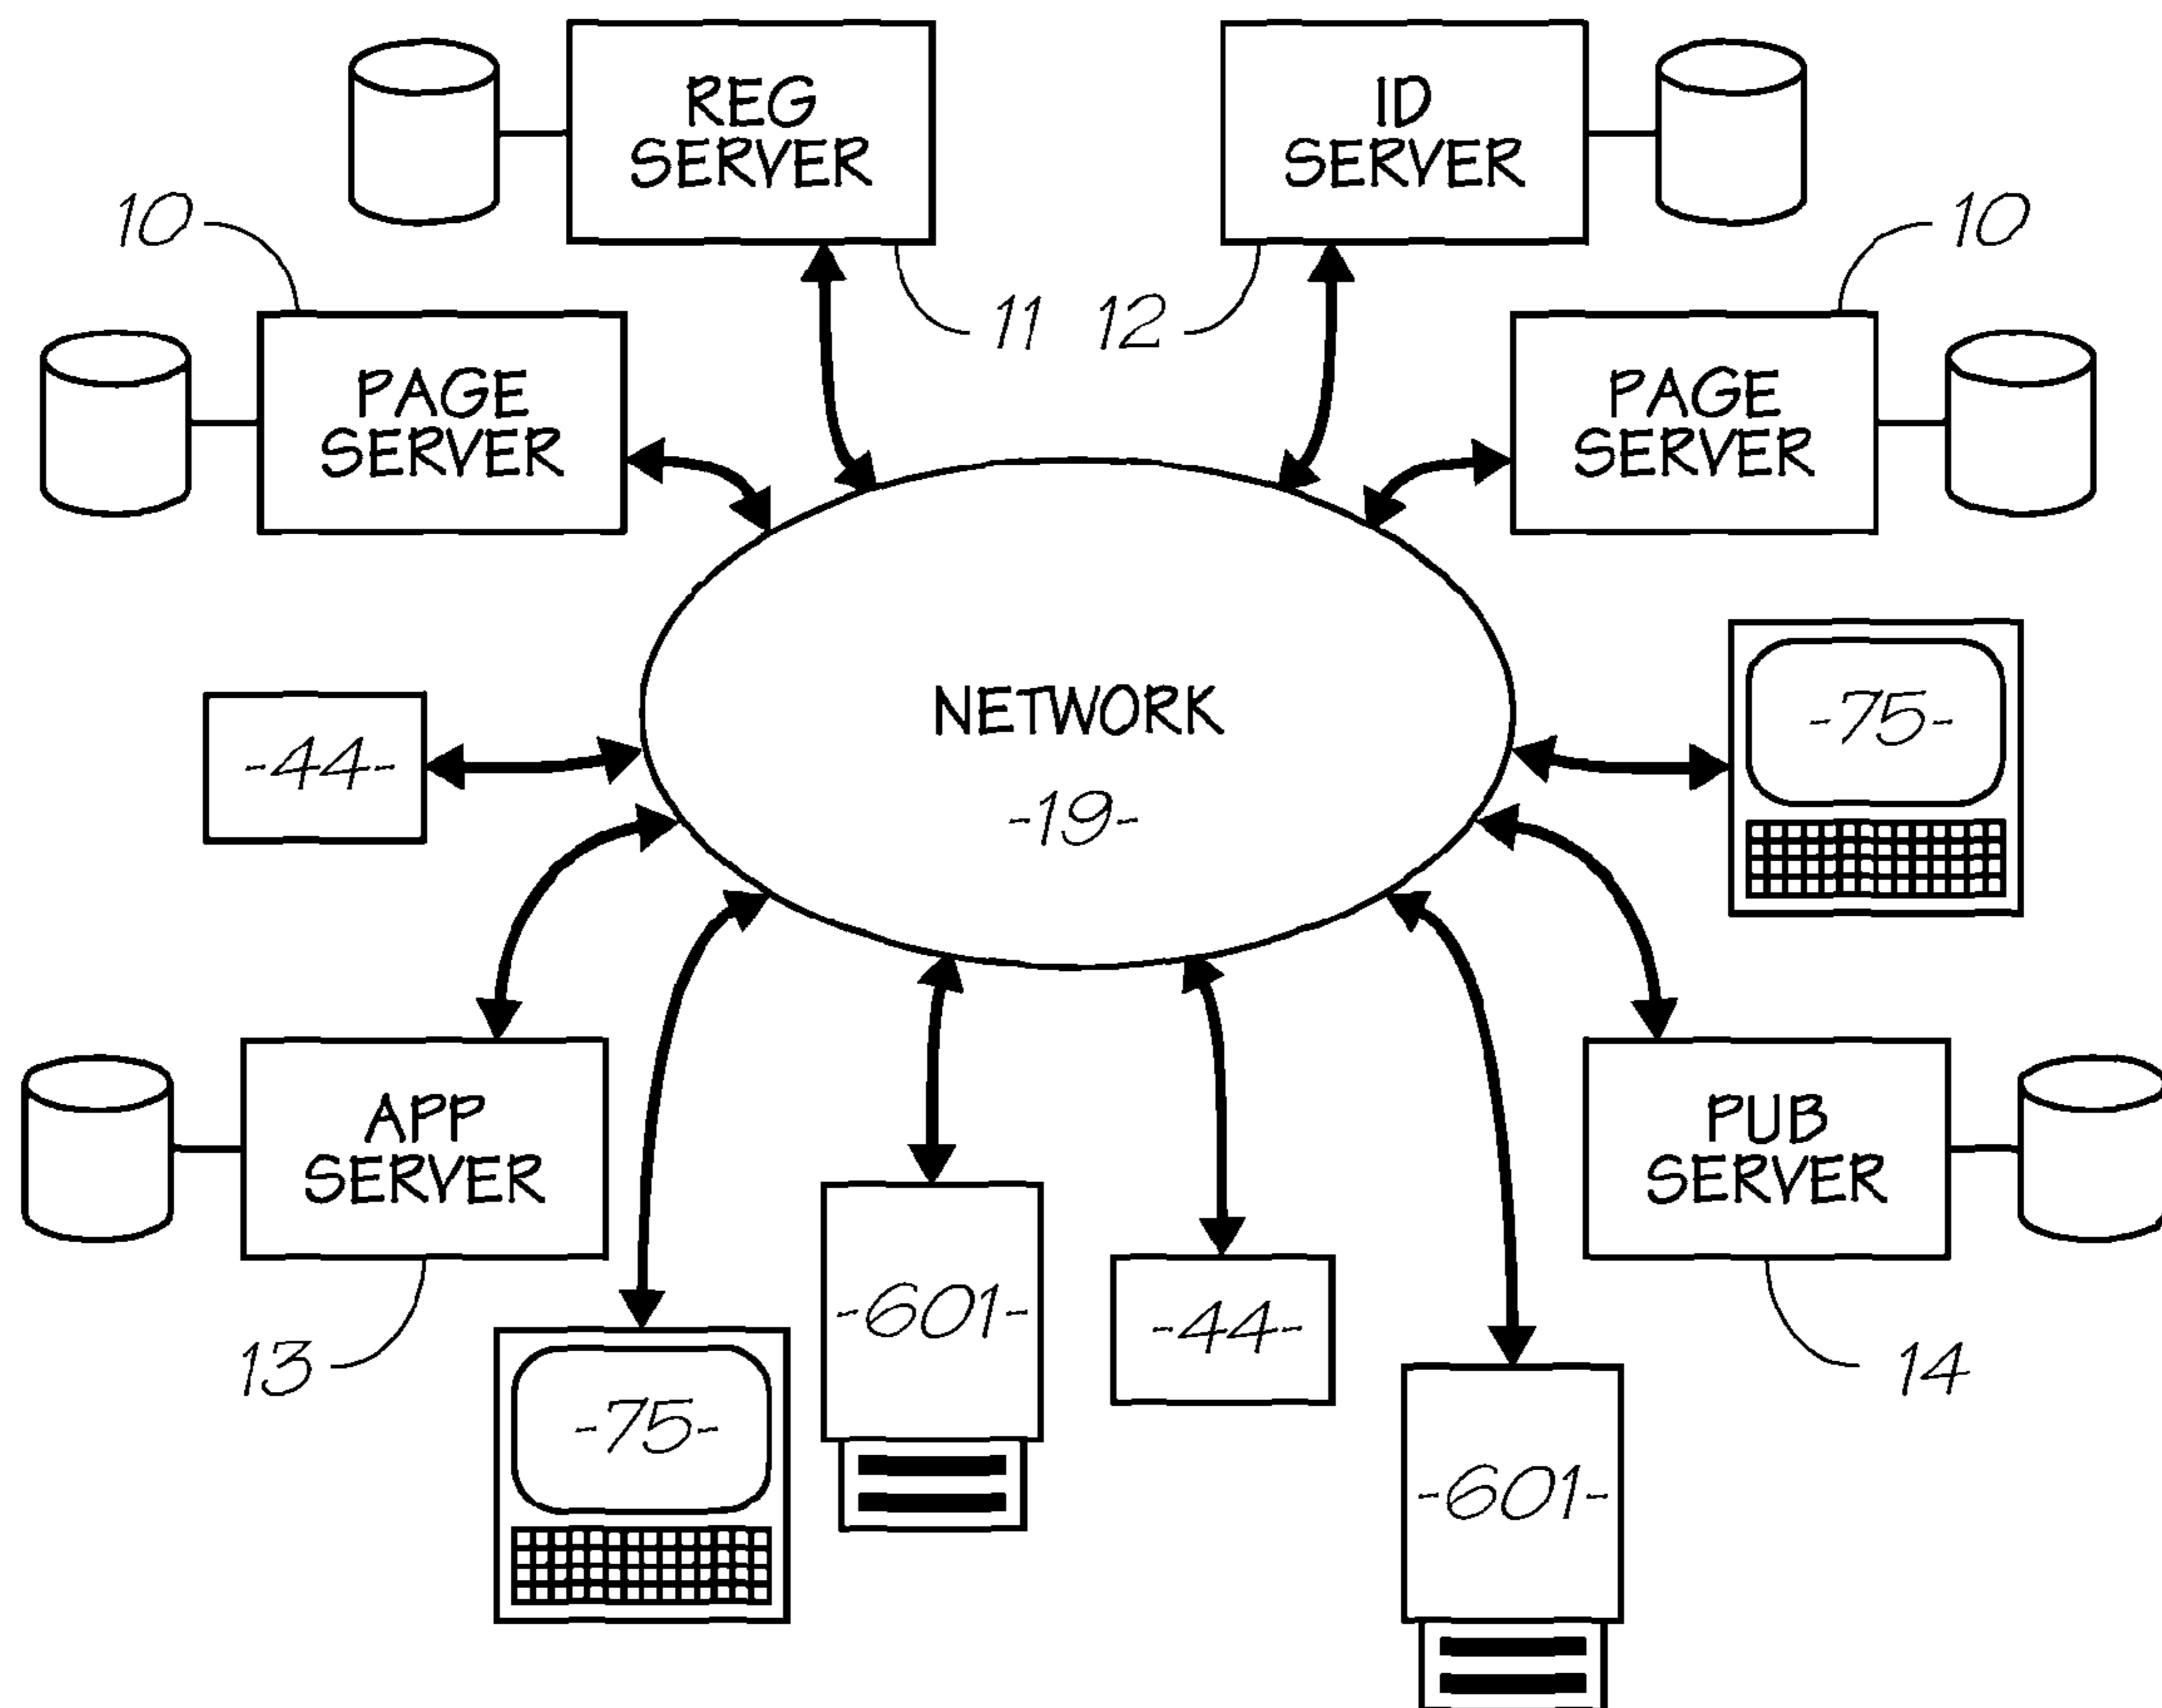 REG
SERVER
ID
SERVER
10
10
11
12
PAGE
SERVER
PAGE
SERVER
NETWORK
-19-
-44-
-75-
APP
SERVER
PUB
SERVER
-601-
-44-
13
14
-75-
-601-